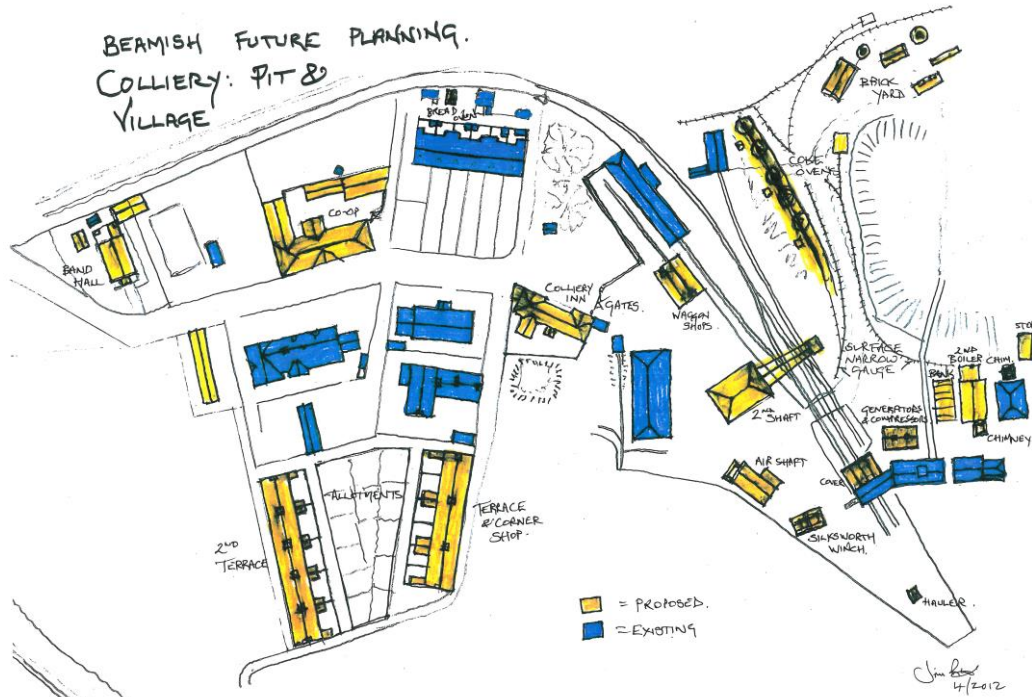 BEAMISH FUTURE PLANNING.
COLLIERY: PIT &
VILLAGE
BREAD
OVEN
BRICK
YARD
COKE
OVENS
CO-OP
BAND
HALL
COLLIERY
INN
GATES.
WAGGON
SHOPS.
SURFACE
NARROW
GAUGE
2ND
BOILER
CHIM.
BANS
2ND SHAFT
GENERATORS
& COMPRESSORS
CHIMNEY
AIR SHAFT
COVER
ALLOTMENTS
TERRACE
& CORNER
SHOP.
SILKSWORTH
WINCH.
2ND
TERRACE
HAULER.
= PROPOSED.
= EXISTING
Jim
4/2012